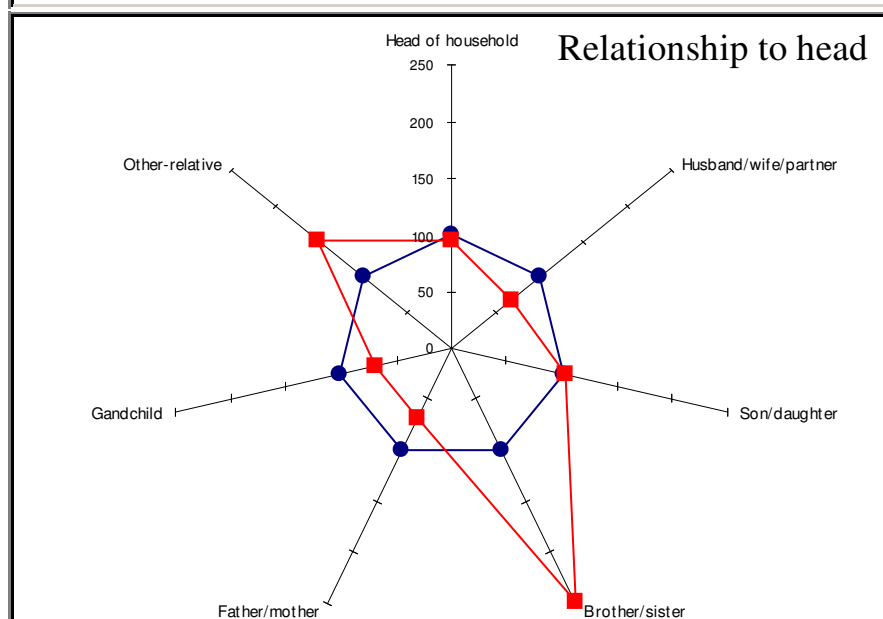 Relationship to head
Head of household
250
200
150
100
50
0
Other-relative
Husband/wife/partner
Gandchild
Son/daughter
Father/mother
Brother/sister